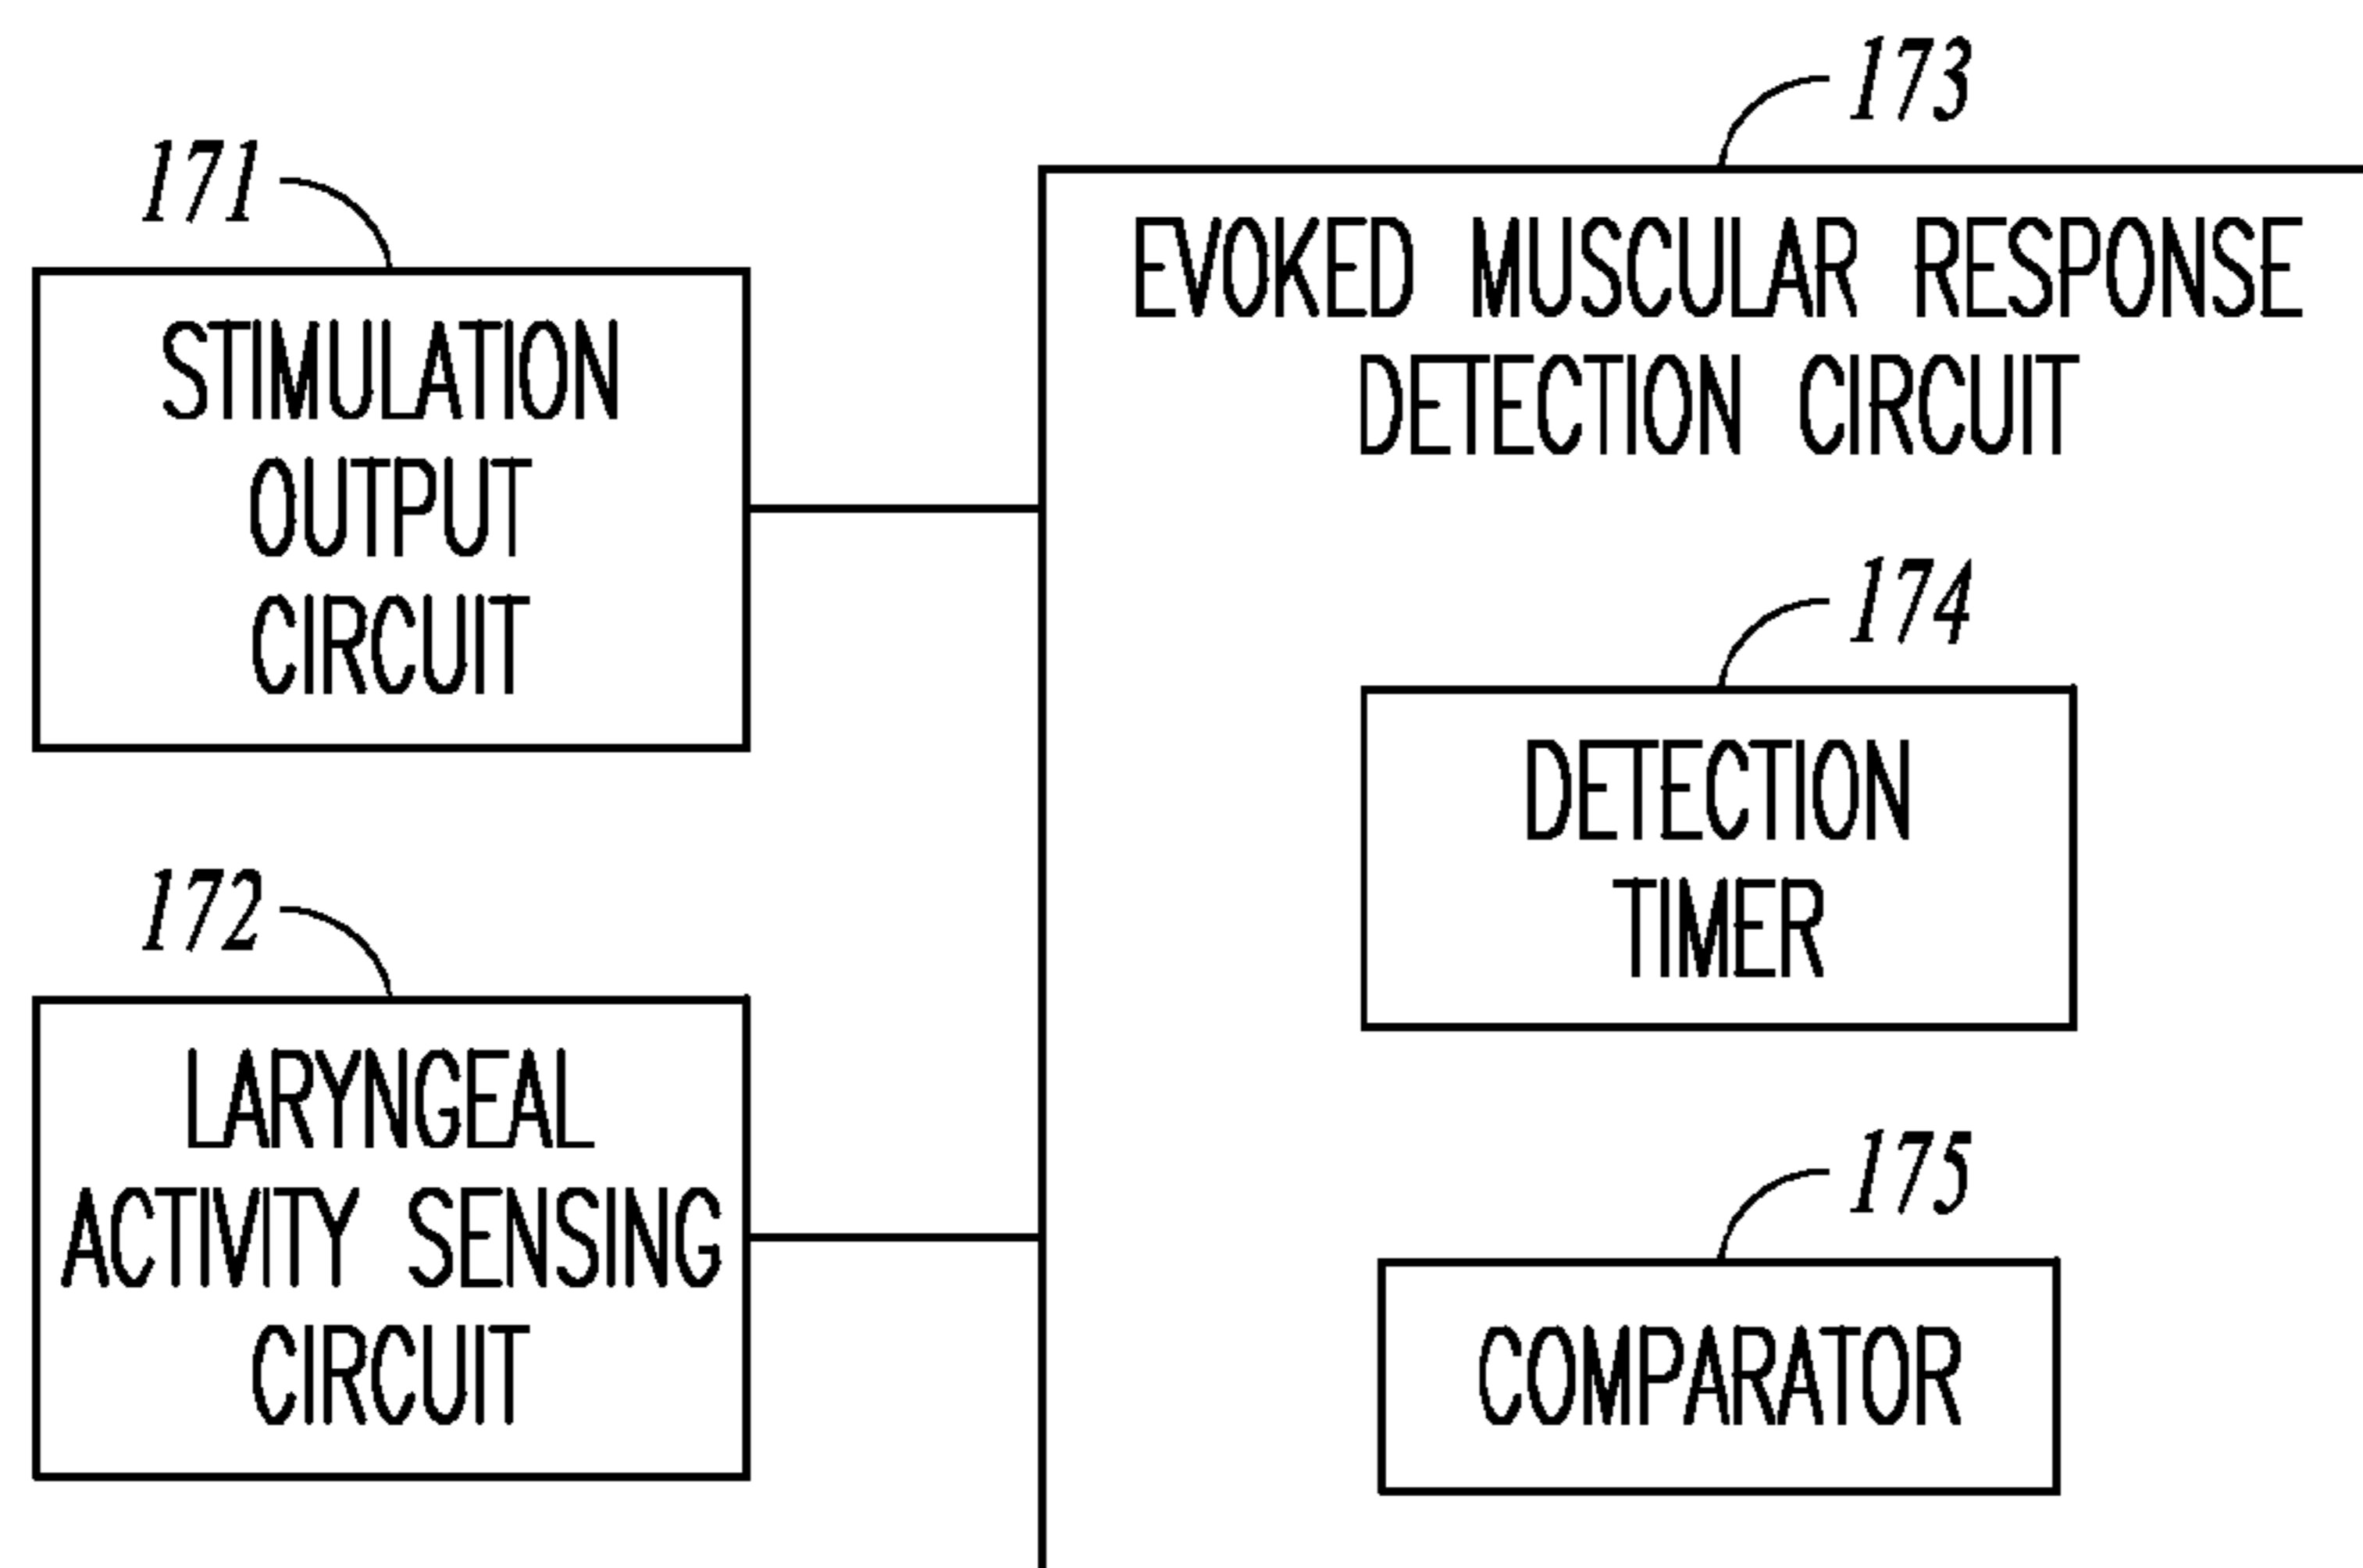 171
STIMULATION
OUTPUT
CIRCUIT
172
LARYNGEAL
ACTIVITY SENSING
CIRCUIT
173
EVOKED MUSCULAR RESPONSE
DETECTION CIRCUIT
174
DETECTION
TIMER
175
COMPARATOR